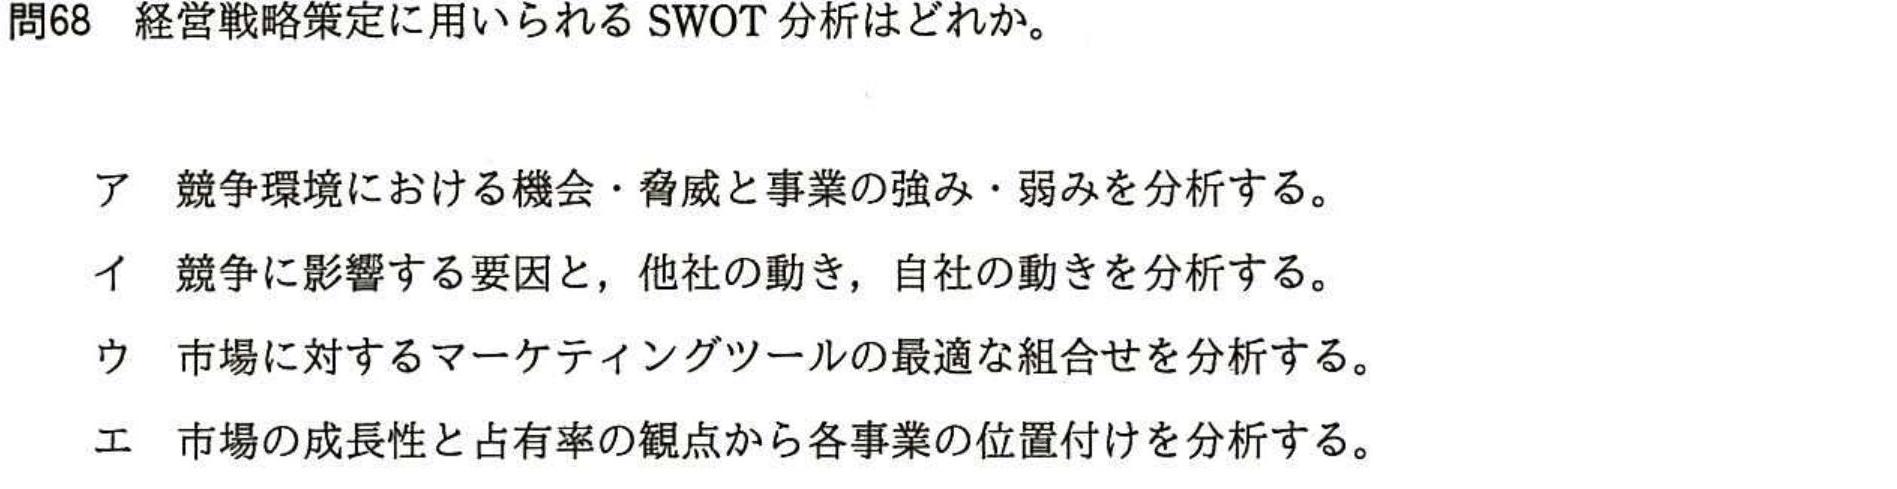 問68 経営戦略策定に用いられる SWOT 分析はどれか。
ア 競争環境における機会・脅威と事業の強み・弱みを分析する。
イ 競争に影響する要因と，他社の動き，自社の動きを分析する。
ウ 市場に対するマーケティングツールの最適な組合せを分析する。
エ 市場の成長性と占有率の観点から各事業の位置付けを分析する。